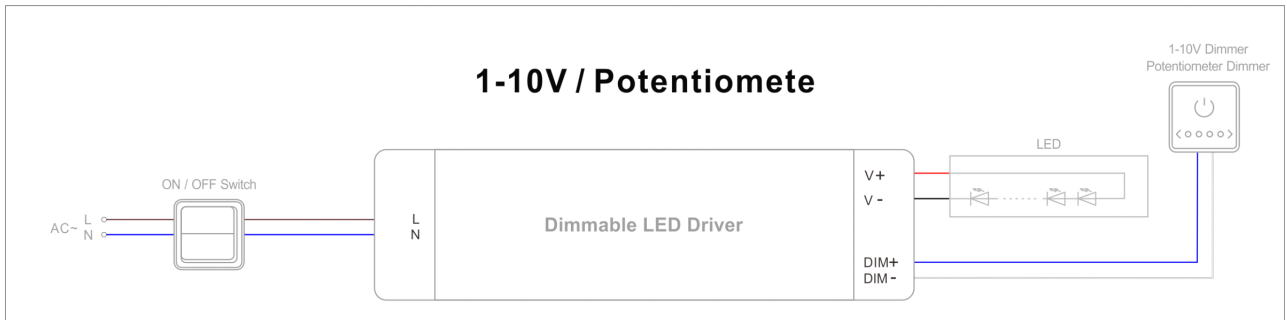 1-10V / Potentiomete
1-10V Dimmer
Potentiometer Dimmer
LED
ON / OFF Switch
AC~ L
N
L
N
Dimmable LED Driver
V+
V-
DIM+
DIM-